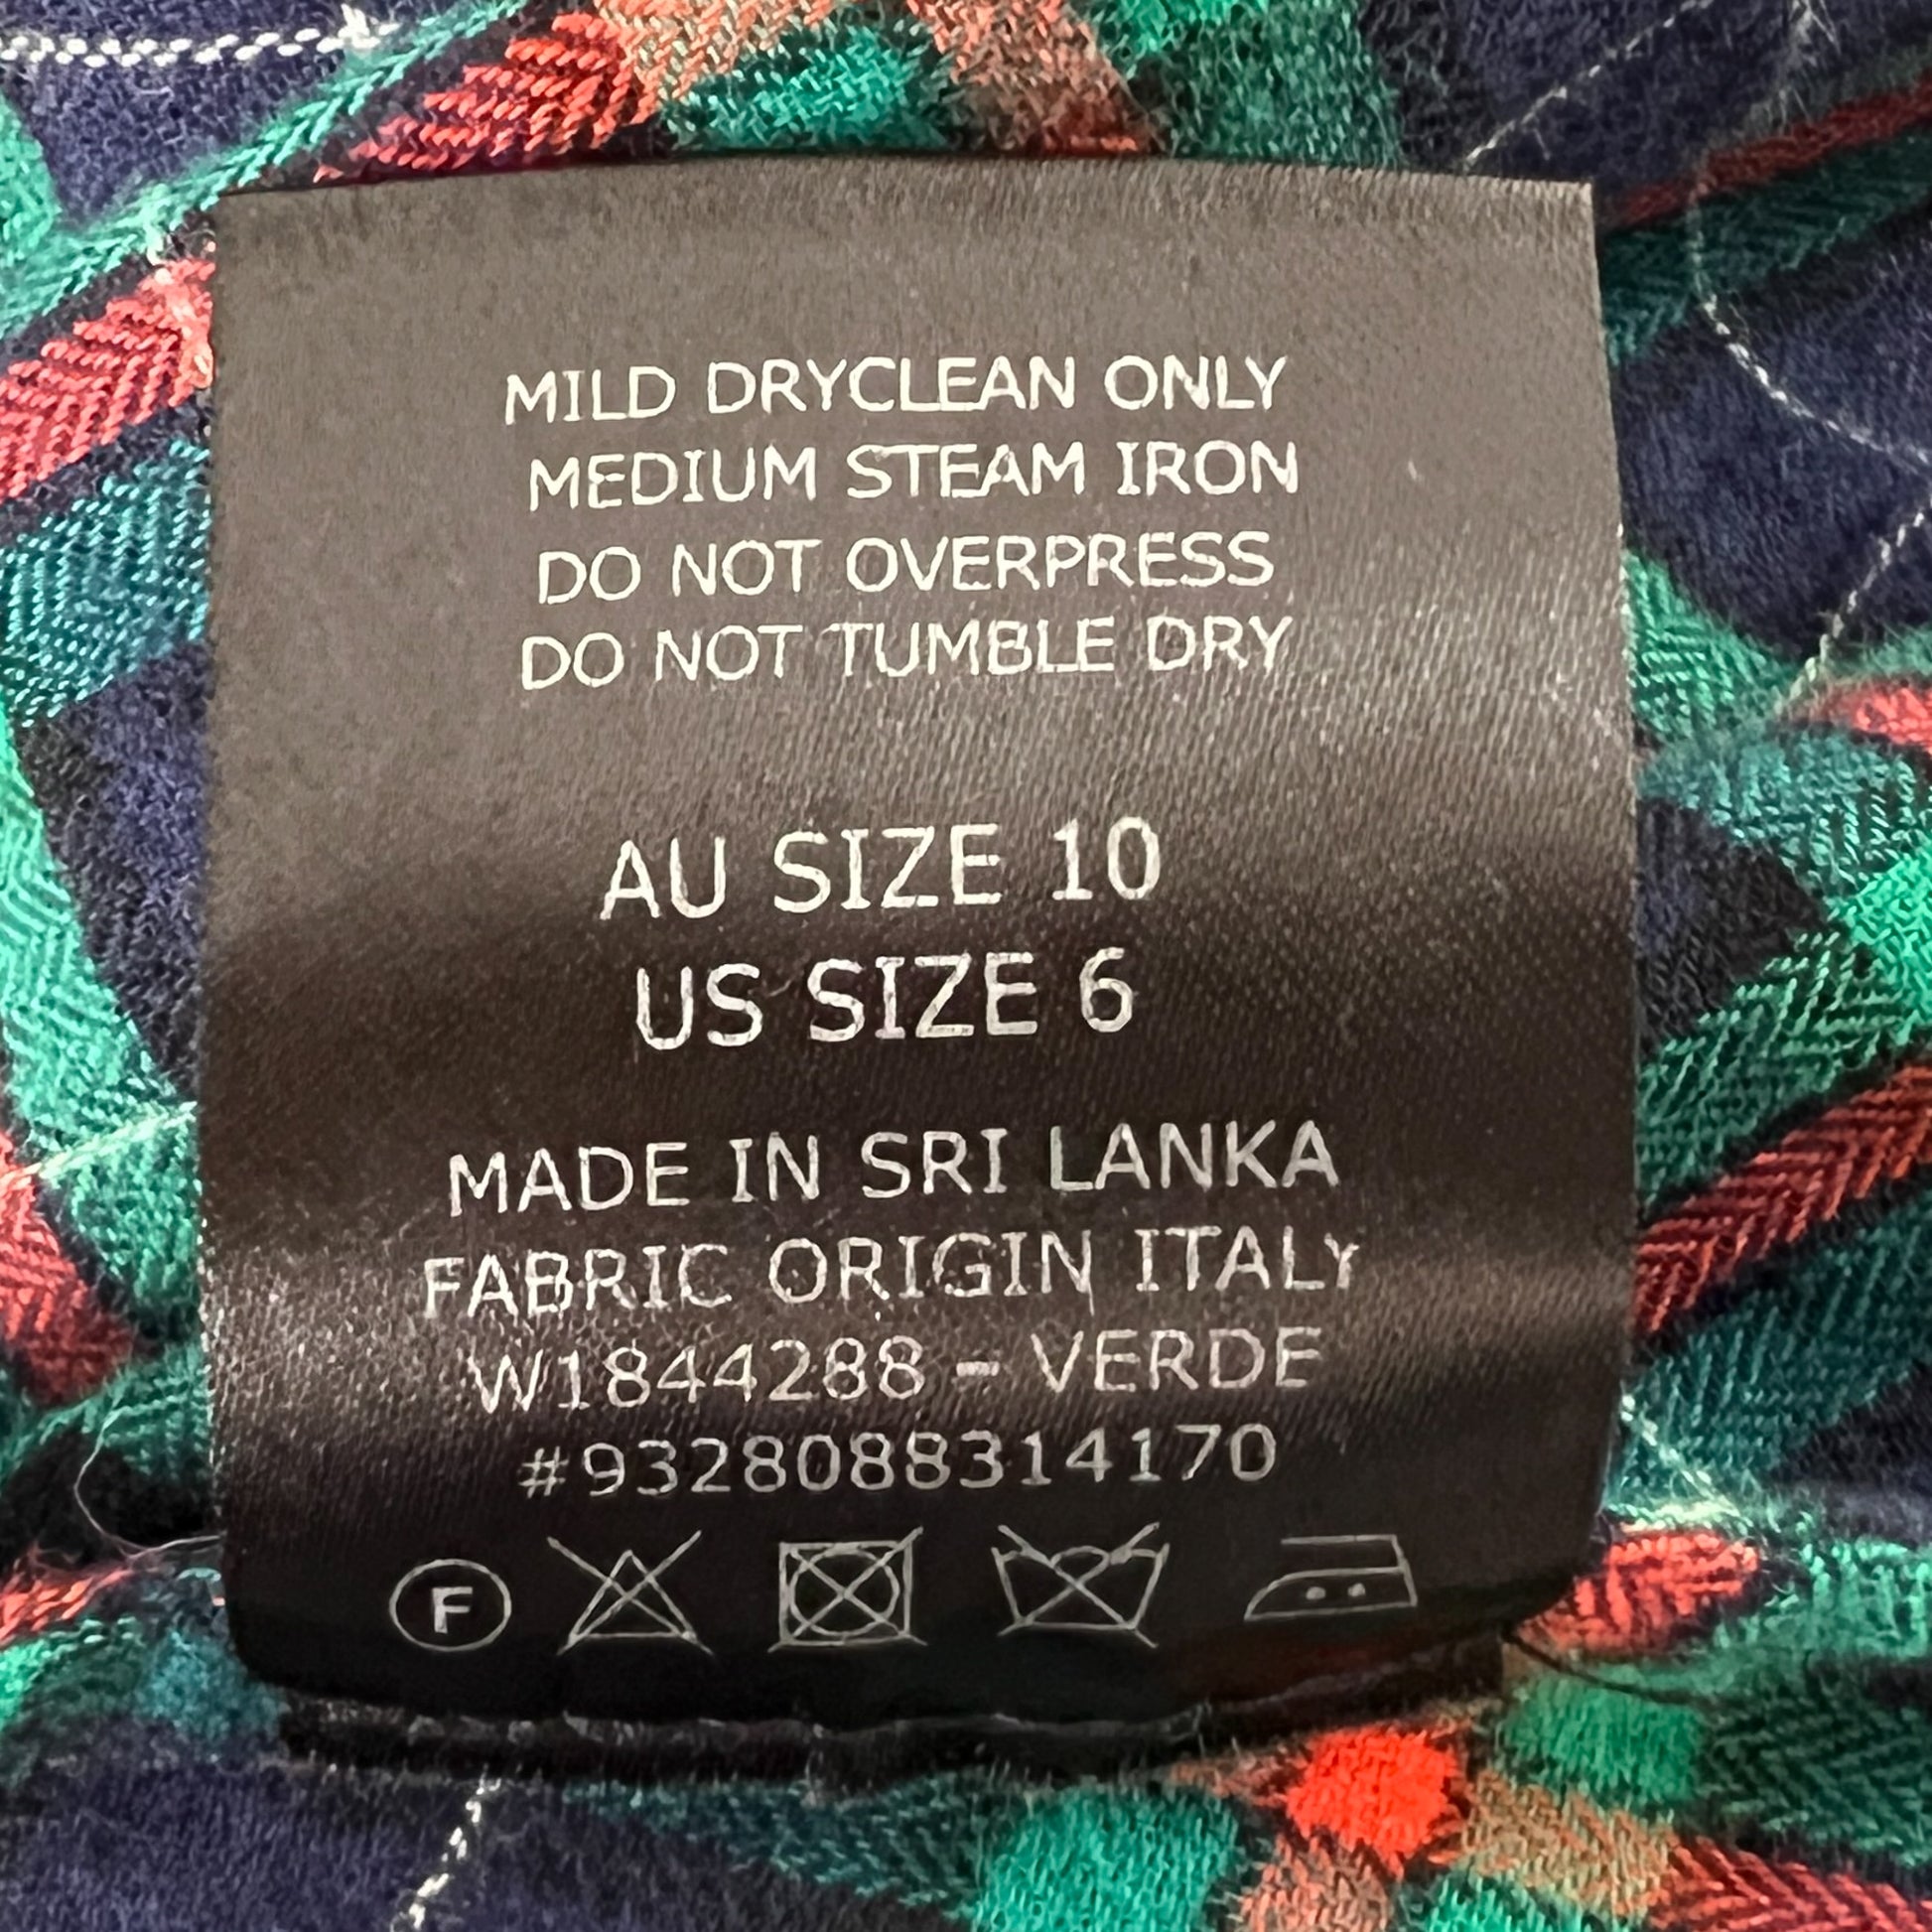 MILD DRYCLEAN ONLY
MEDIUM STEAM IRON
DO NOT OVERPRESS
DO NOT TUMBLE DRY
AU SIZE 10
US SIZE 6
MADE IN SRI LANKA
FABRIC ORIGIN ITALY
W1844288 - VERDE
#9328088314170
F